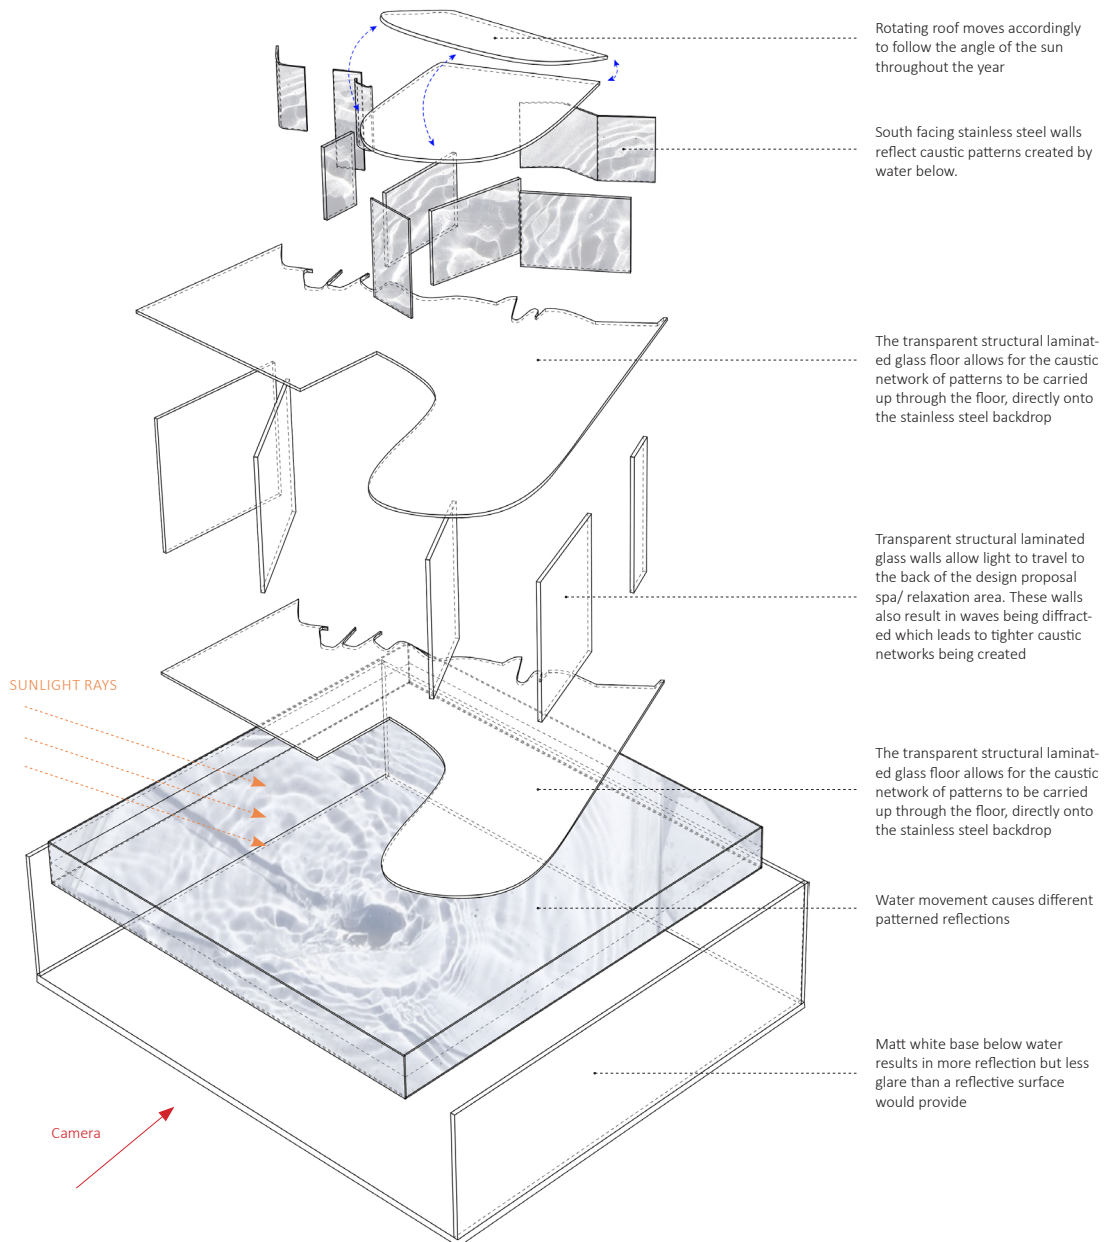 Rotating roof moves accordingly
to follow the angle of the sun
throughout the year
South facing stainless steel walls
reflect caustic patterns created by
water below.
The transparent structural laminat-
ed glass floor allows for the caustic
network of patterns to be carried
up through the floor, directly onto
the stainless steel backdrop
Transparent structural laminated
glass walls allow light to travel to
the back of the design proposal
spa/ relaxation area. These walls
also result in waves being diffract-
ed which leads to tighter caustic
networks being created
SUNLIGHT RAYS
The transparent structural laminat-
ed glass floor allows for the caustic
network of patterns to be carried
up through the floor, directly onto
the stainless steel backdrop
Water movement causes different
patterned reflections
Matt white base below water
results in more reflection but less
glare than a reflective surface
would provide
Camera